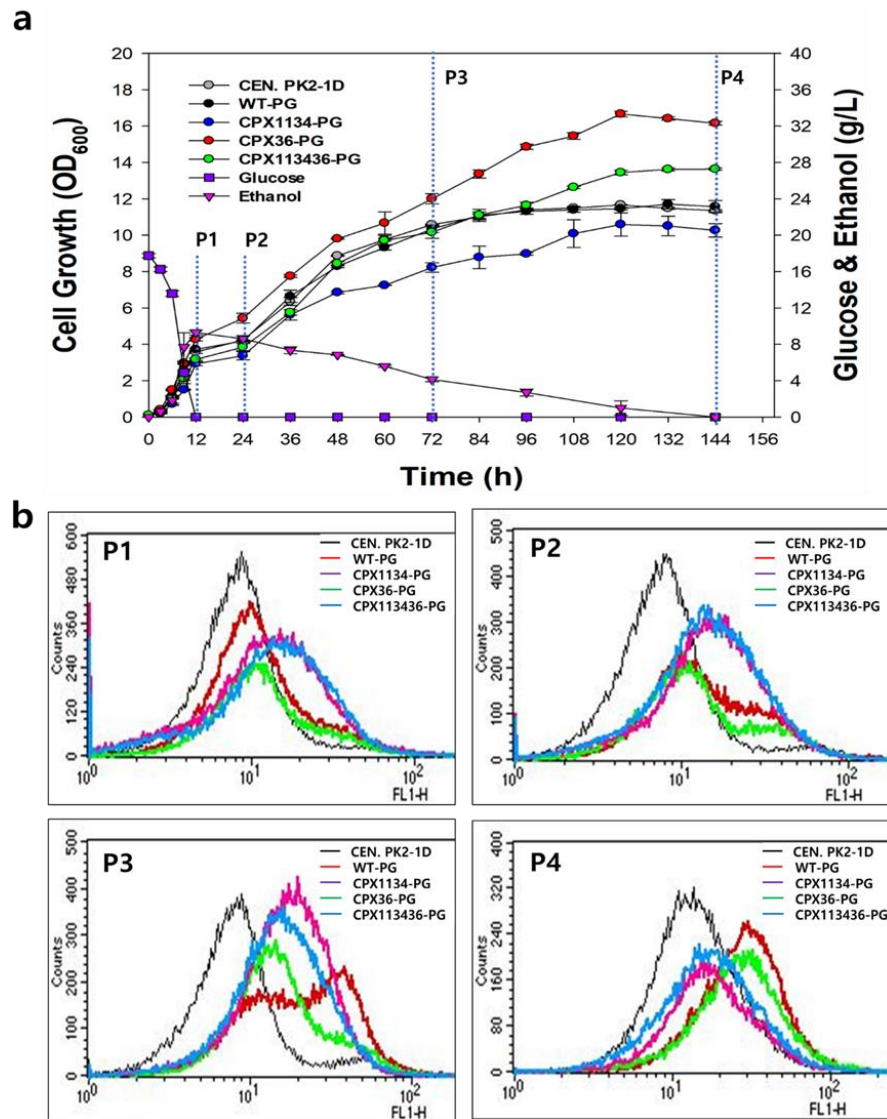 a
Cell Growth (OD600)
20
18
16
14
12
10
8
6
4
2
0
CEN. PK2-1D
WT-PG
CPX1134-PG
CPX36-PG
CPX113436-PG
Glucose
Ethanol
P1
P2
P3
P4
40
36
32
28
24
20
16
12
8
4
0
Glucose & Ethanol (g/L)
0 12 24 36 48 60 72 84 96 108 120 132 144 156
Time (h)
b
P1
CEN. PK2-1D
WT-PG
CPX1134-PG
CPX36-PG
CPX113436-PG
Counts
600
480
360
240
120
0
10^0 10^1 10^2
FL1-H
P2
CEN. PK2-1D
WT-PG
CPX1134-PG
CPX36-PG
CPX113436-PG
Counts
500
400
300
200
100
0
10^0 10^1 10^2
FL1-H
P3
CEN. PK2-1D
WT-PG
CPX1134-PG
CPX36-PG
CPX113436-PG
Counts
500
400
300
200
100
0
10^0 10^1 10^2
FL1-H
P4
CEN. PK2-1D
WT-PG
CPX1134-PG
CPX36-PG
CPX113436-PG
Counts
400
320
240
160
80
0
10^0 10^1 10^2
FL1-H